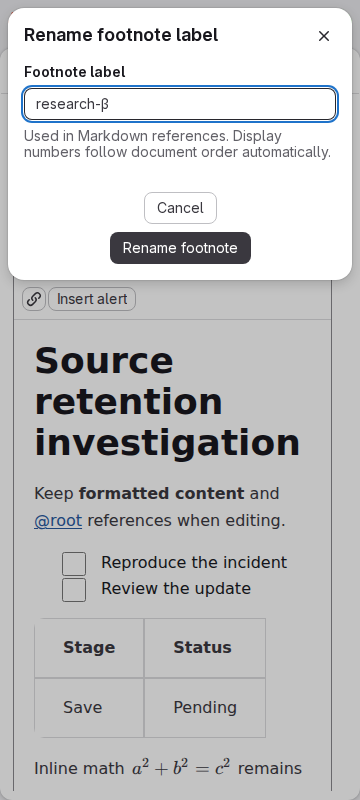 Rename footnote label
Footnote label
research-β
Used in Markdown references. Display
numbers follow document order automatically.
Cancel
Rename footnote
Insert alert
Source
retention
investigation
Keep formatted content and
@root references when editing.
Reproduce the incident
Review the update
Stage Status
Save Pending
Inline math a² + b² = c² remains